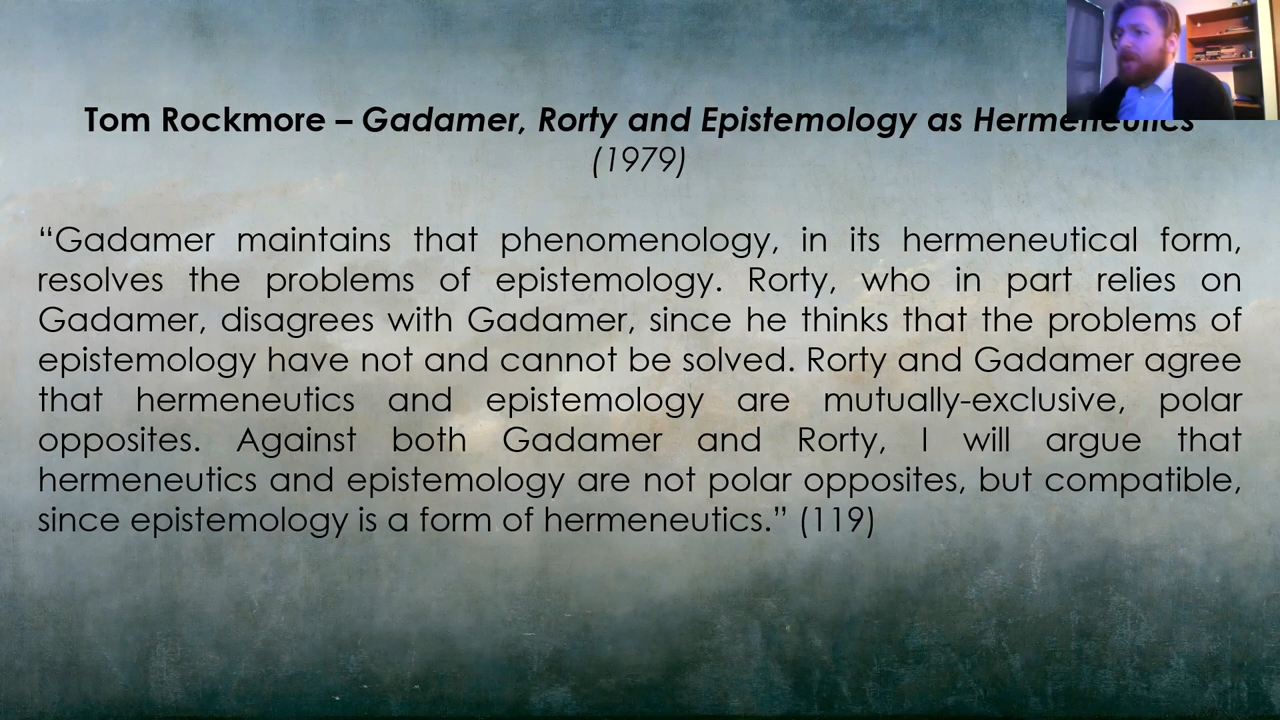 Tom Rockmore – Gadamer, Rorty and Epistemology as Hermeneutics
(1979)
“Gadamer maintains that phenomenology, in its hermeneutical form,
resolves the problems of epistemology. Rorty, who in part relies on
Gadamer, disagrees with Gadamer, since he thinks that the problems of
epistemology have not and cannot be solved. Rorty and Gadamer agree
that hermeneutics and epistemology are mutually-exclusive, polar
opposites. Against both Gadamer and Rorty, I will argue that
hermeneutics and epistemology are not polar opposites, but compatible,
since epistemology is a form of hermeneutics.” (119)